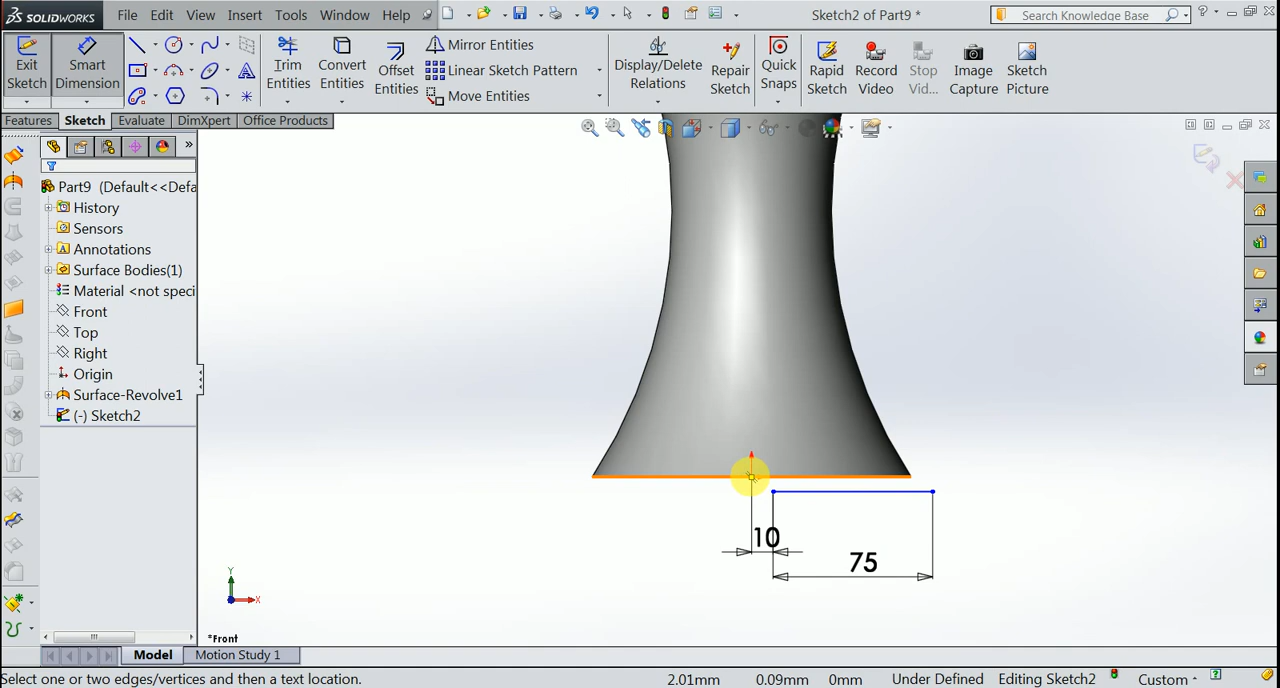 SOLIDWORKS
File Edit View Insert Tools Window Help
Sketch2 of Part9 *
Search Knowledge Base
Exit Sketch
Smart Dimension
Trim Entities
Convert Entities
Offset Entities
Mirror Entities
Linear Sketch Pattern
Move Entities
Display/Delete Relations
Repair Sketch
Quick Snaps
Rapid Sketch
Record Video
Stop Vid...
Image Capture
Sketch Picture
Features Sketch Evaluate DimXpert Office Products
Part9 (Default<<Defa
History
Sensors
Annotations
Surface Bodies(1)
Material <not speci
Front
Top
Right
Origin
Surface-Revolve1
(-) Sketch2
10
75
Y
X
*Front
Model Motion Study 1
Select one or two edges/vertices and then a text location. 2.01mm 0.09mm 0mm Under Defined Editing Sketch2 Custom